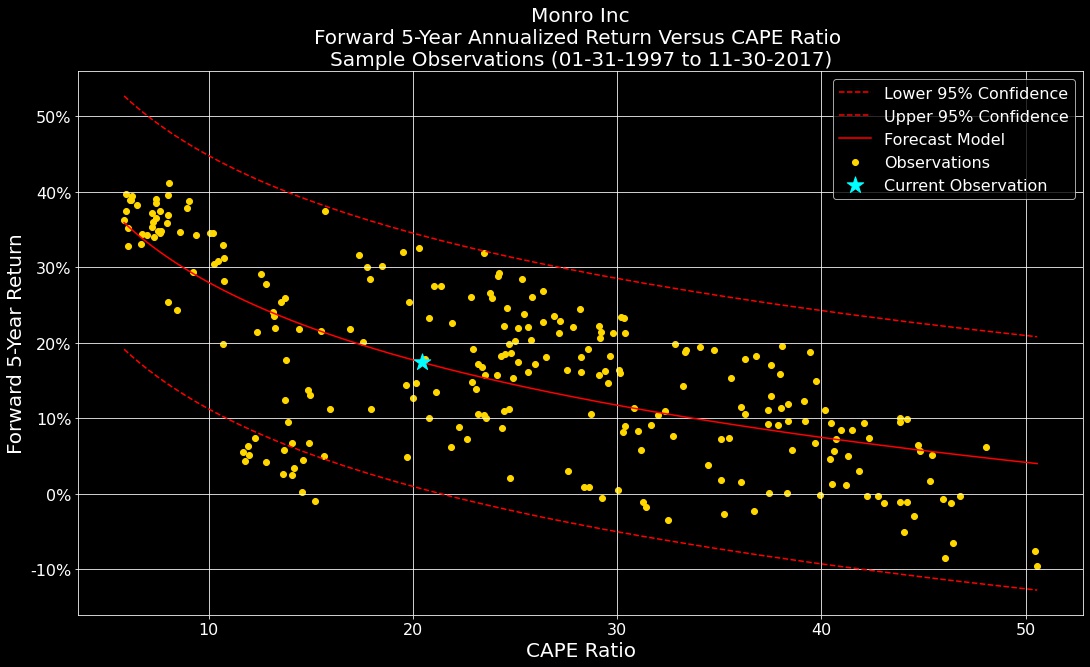 Monro Inc
Forward 5-Year Annualized Return Versus CAPE Ratio
Sample Observations (01-31-1997 to 11-30-2017)
Lower 95% Confidence
Upper 95% Confidence
Forecast Model
Observations
Current Observation
Forward 5-Year Return
50%
40%
30%
20%
10%
0%
-10%
10 20 30 40 50
CAPE Ratio